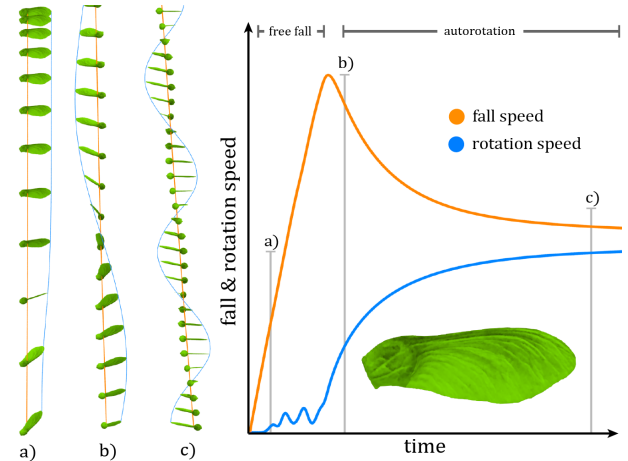 free fall
autorotation
b)
fall speed
rotation speed
c)
a)
fall & rotation speed
time
a)
b)
c)